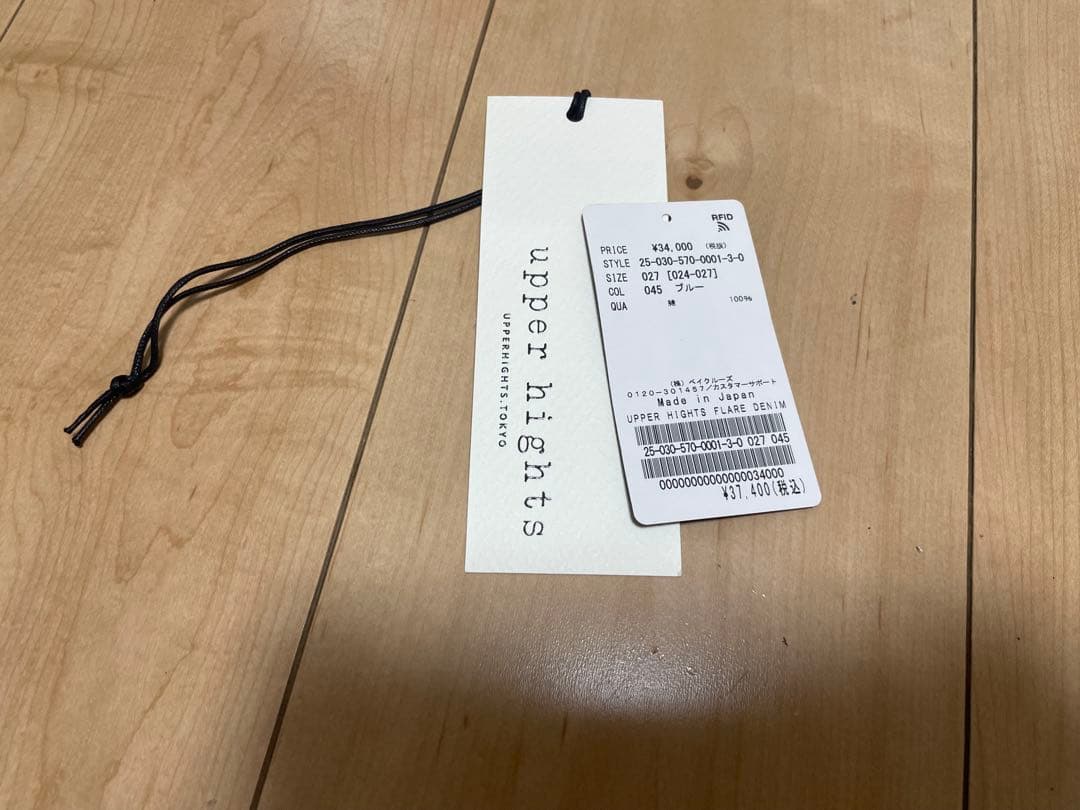 upper hights
UPPERHIGHTS.TOKYO
RFID
PRICE ¥34,000 (税抜)
STYLE 25-030-570-0001-3-0
SIZE 027 [024-027]
COL 045 ブルー
QUA 綿 100%
(株) ベイクルーズ
0120-301457/カスタマーサポート
Made in Japan
UPPER HIGHTS FLARE DENIM
25-030-570-0001-3-0 027 045
0000000000000034000
¥37,400(税込)